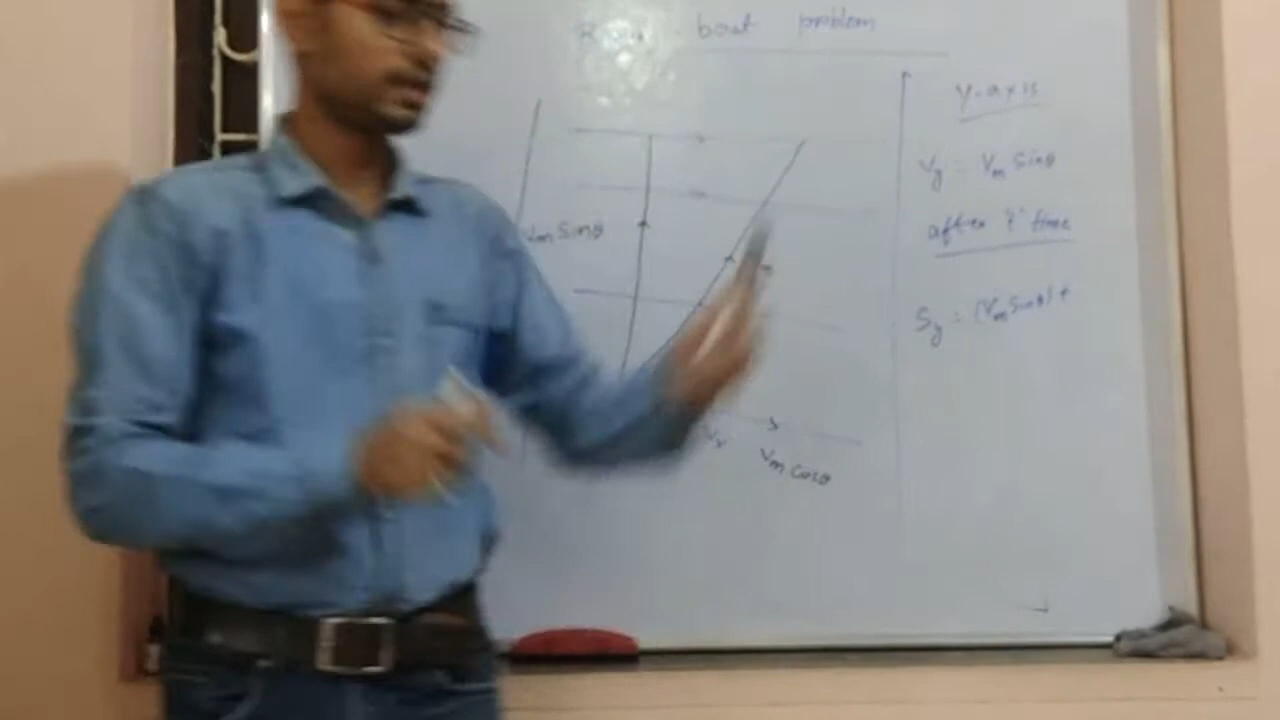 boat problem
Vm Sinθ
Vm Cosθ
Y-axis
Vy = Vm Sinθ
after 't' time
Sy = (Vm Sinθ) t